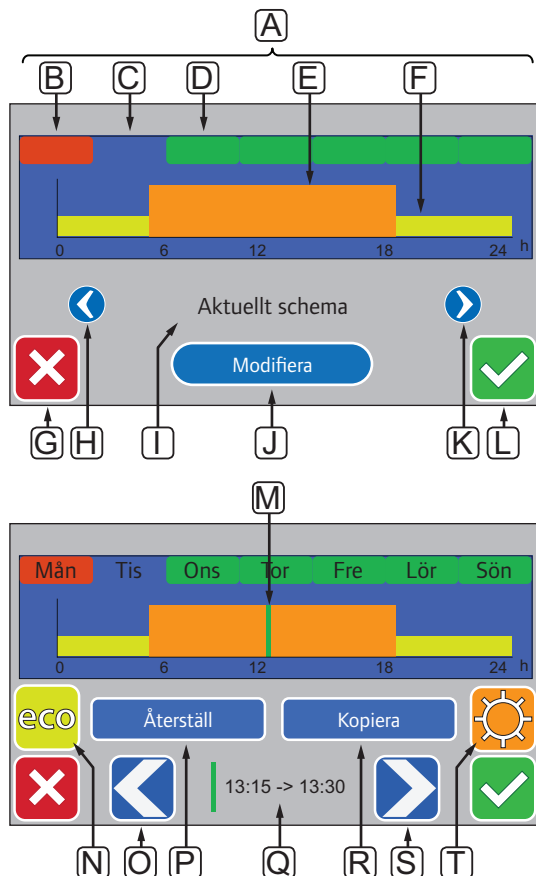 A
B C D E F
0 6 12 18 24 h
Aktuellt schema
Modifiera
G H I J K L
M
Mån Tis Ons Tor Fre Lör Sön
0 6 12 18 24 h
eco Återställ Kopiera
13:15 -> 13:30
N O P Q R S T